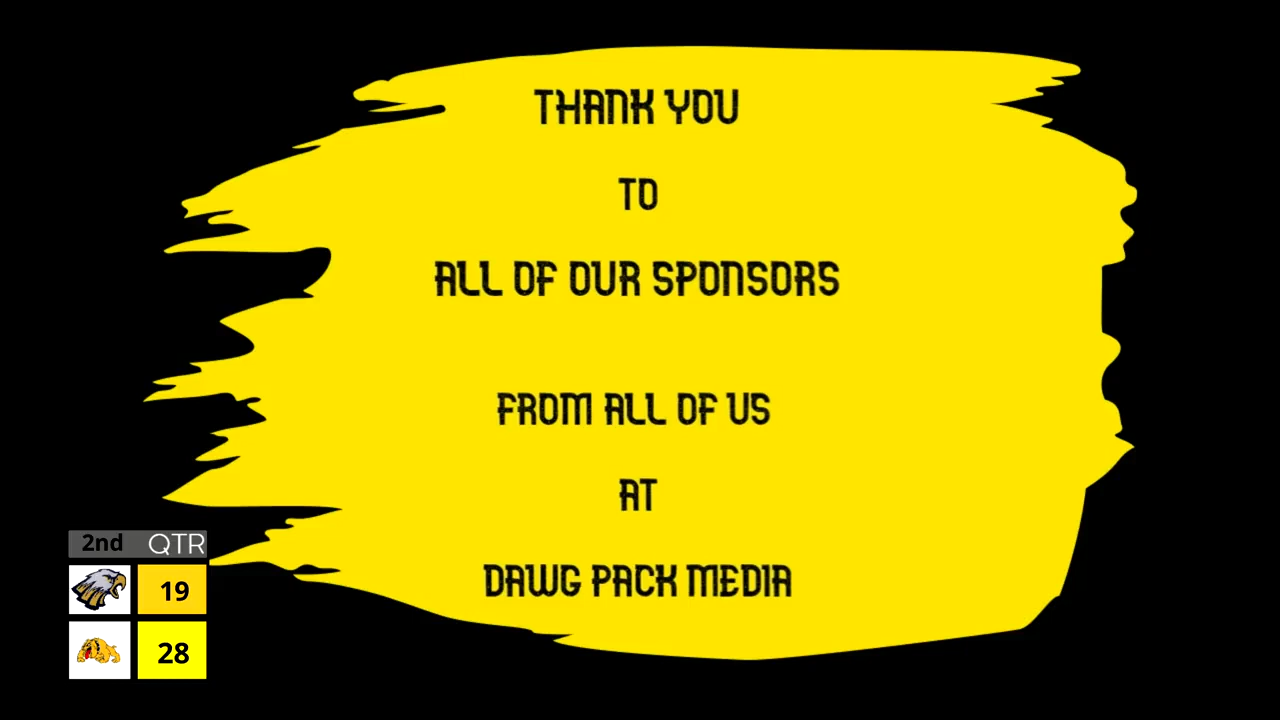 THANK YOU
TO
ALL OF OUR SPONSORS
FROM ALL OF US
AT
DAWG PACK MEDIA
2nd QTR
19
28